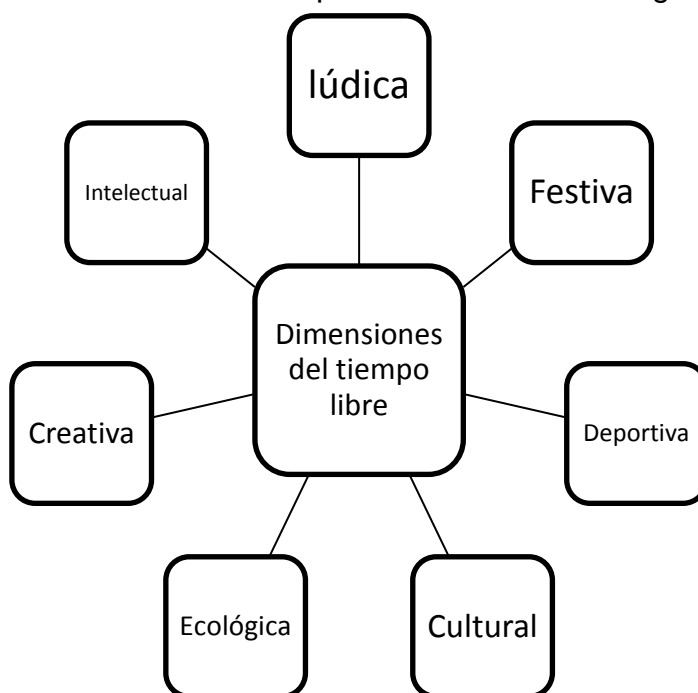 lúdica
Festiva
Intelectual
Dimensiones
del tiempo
libre
Creativa
Deportiva
Ecológica
Cultural